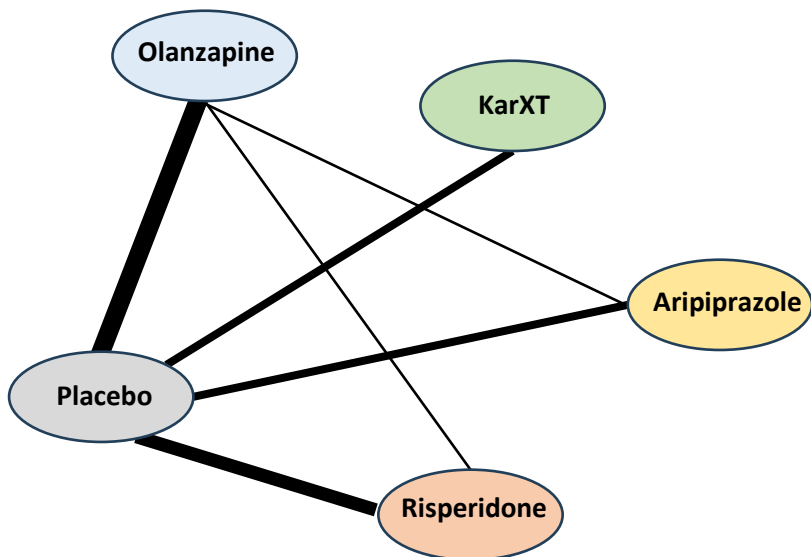 Olanzapine
KarXT
Aripiprazole
Placebo
Risperidone